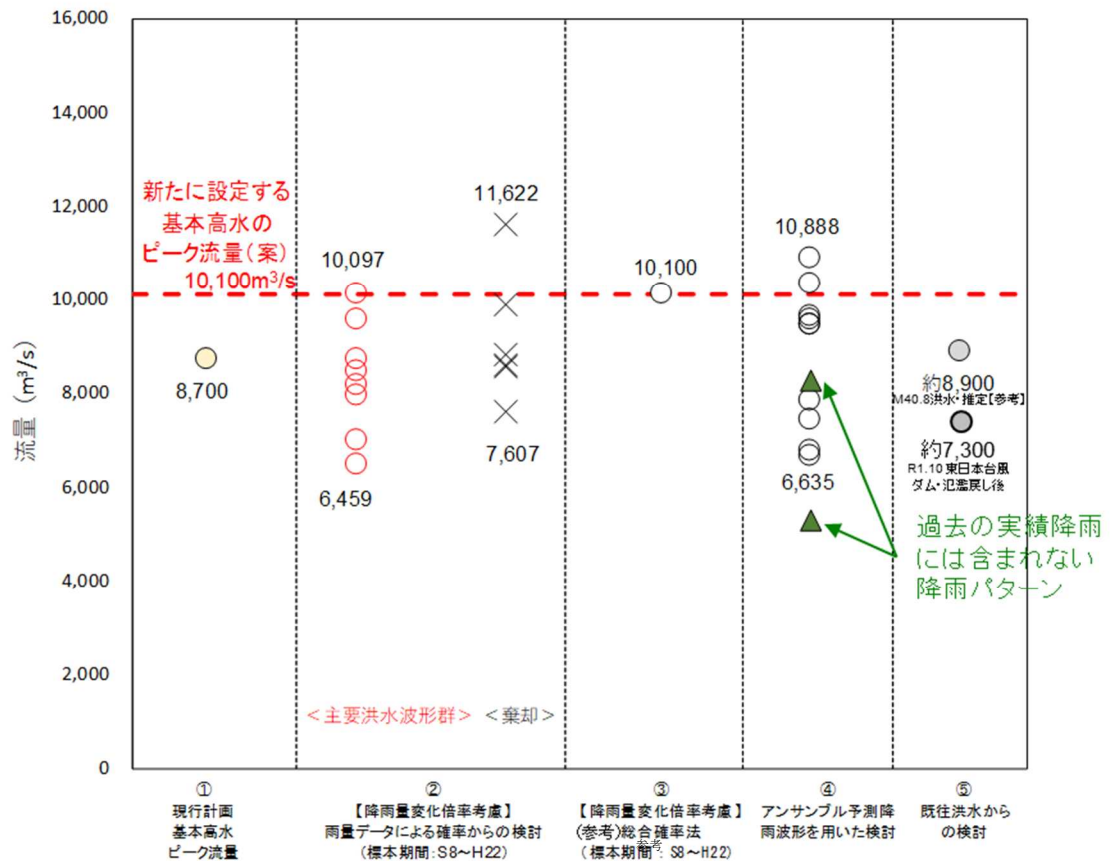 16,000
14,000
12,000
10,000
8,000
6,000
4,000
2,000
0
流量（m³/s）
新たに設定する
基本高水の
ピーク流量(案)
10,100m³/s
8,700
10,097
6,459
11,622
7,607
＜主要洪水波形群＞ ＜棄却＞
10,100
10,888
6,635
約8,900
M40.8洪水・推定【参考】
約7,300
R1.10東日本台風
ダム・氾濫戻し後
過去の実績降雨
には含まれない
降雨パターン
①
現行計画
基本高水
ピーク流量
②
【降雨量変化倍率考慮】
雨量データによる確率からの検討
(標本期間:S8～H22)
③
【降雨量変化倍率考慮】
(参考)総合確率法
(標本期間：S8～H22)
参考
④
アンサンブル予測降
雨波形を用いた検討
⑤
既往洪水から
の検討